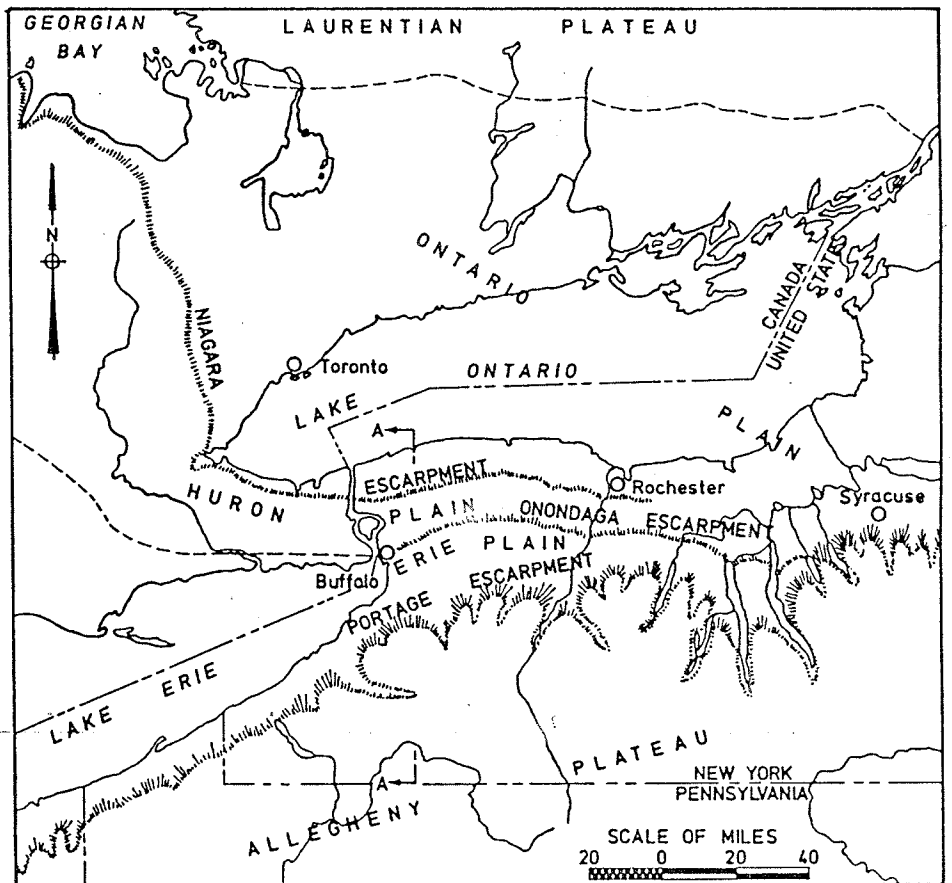 GEORGIAN BAY
LAURENTIAN PLATEAU
N
ONTARIO
NIAGARA
CANADA
UNITED STATE
Toronto
LAKE ONTARIO
PLAIN
A
HURON
ESCARPMENT
Rochester
Syracuse
PLAIN
ONONDAGA ESCARPMEN
ERIE PLAIN
Buffalo
PORTAGE ESCARPMENT
LAKE ERIE
PLATEAU
A
NEW YORK
PENNSYLVANIA
ALLEGHENY
SCALE OF MILES
20 0 20 40